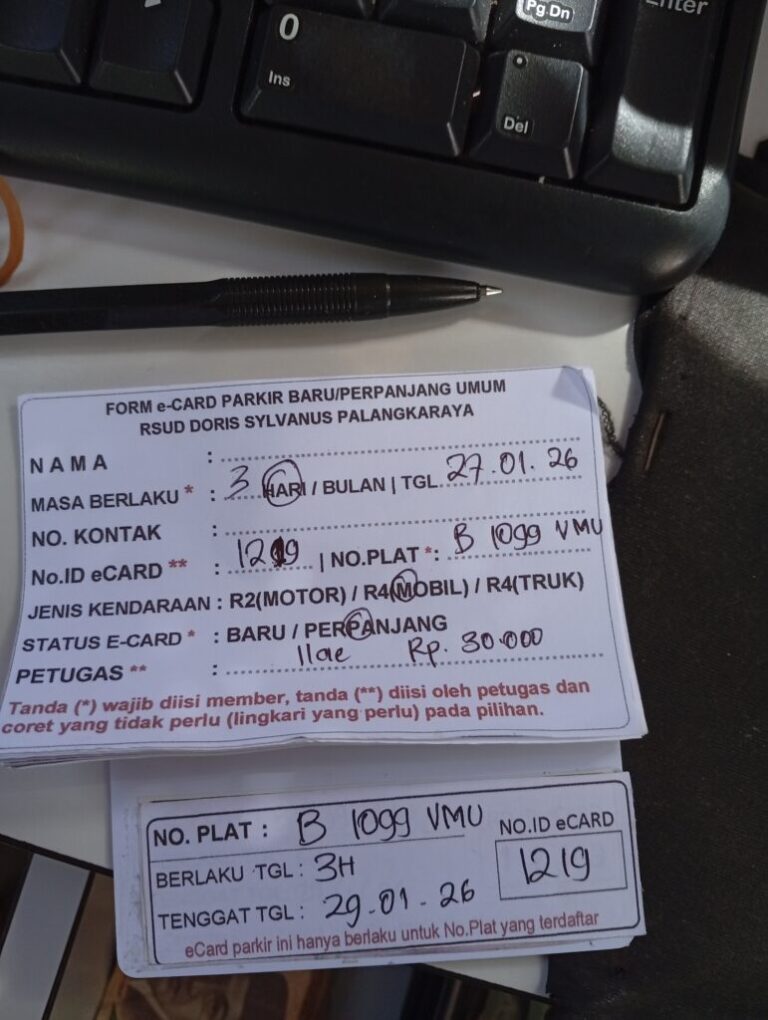 0
Ins
Pg Dn
Enter
.
Del
FORM e-CARD PARKIR BARU/PERPANJANG UMUM
RSUD DORIS SYLVANUS PALANGKARAYA
NAMA :
MASA BERLAKU * : 3 HARI / BULAN | TGL. 27.01.26
NO. KONTAK :
No.ID eCARD ** : 1219 | NO.PLAT *: B 1099 VMU
JENIS KENDARAAN : R2(MOTOR) / R4(MOBIL) / R4(TRUK)
STATUS E-CARD * : BARU / PERPANJANG
PETUGAS ** : Ilae Rp. 30.000
Tanda (*) wajib diisi member, tanda (**) diisi oleh petugas dan
coret yang tidak perlu (lingkari yang perlu) pada pilihan.
NO. PLAT : B 1099 VMU
NO.ID eCARD
BERLAKU TGL : 3H
1219
TENGGAT TGL : 29-01-26
eCard parkir ini hanya berlaku untuk No.Plat yang terdaftar